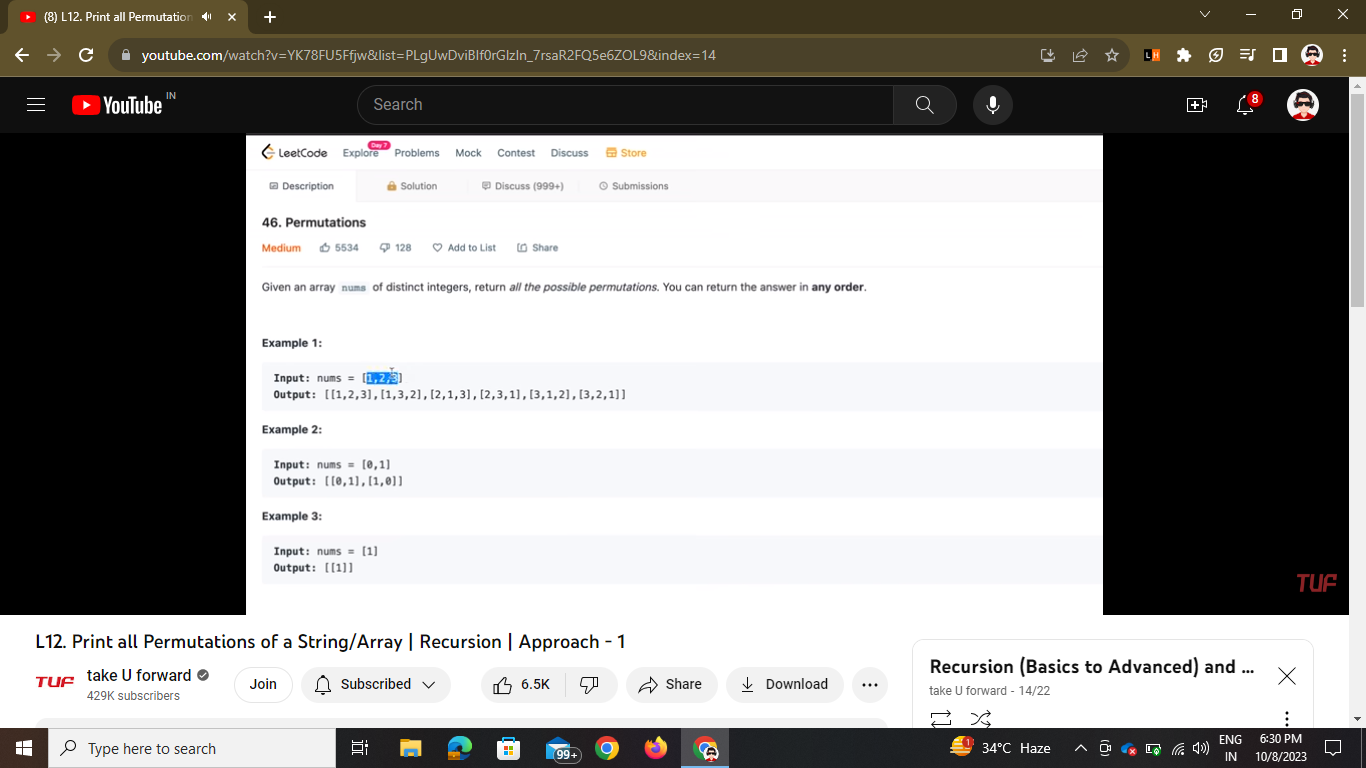 (8) L12. Print all Permutation
youtube.com/watch?v=YK78FU5Ffjw&list=PLgUwDviBIf0rGlzIn_7rsaR2FQ5e6ZOL9&index=14
YouTube IN
Search
8
LeetCode Explore Day 7 Problems Mock Contest Discuss Store
Description Solution Discuss (999+) Submissions
46. Permutations
Medium 5534 128 Add to List Share
Given an array nums of distinct integers, return all the possible permutations. You can return the answer in any order.
Example 1:
Input: nums = [1,2,3]
Output: [[1,2,3],[1,3,2],[2,1,3],[2,3,1],[3,1,2],[3,2,1]]
Example 2:
Input: nums = [0,1]
Output: [[0,1],[1,0]]
Example 3:
Input: nums = [1]
Output: [[1]]
TUF
L12. Print all Permutations of a String/Array | Recursion | Approach - 1
TUF take U forward
429K subscribers
Join Subscribed 6.5K Share Download
Recursion (Basics to Advanced) and ...
take U forward - 14/22
Type here to search
99+
1
34°C Haze
ENG
IN
6:30 PM
10/8/2023